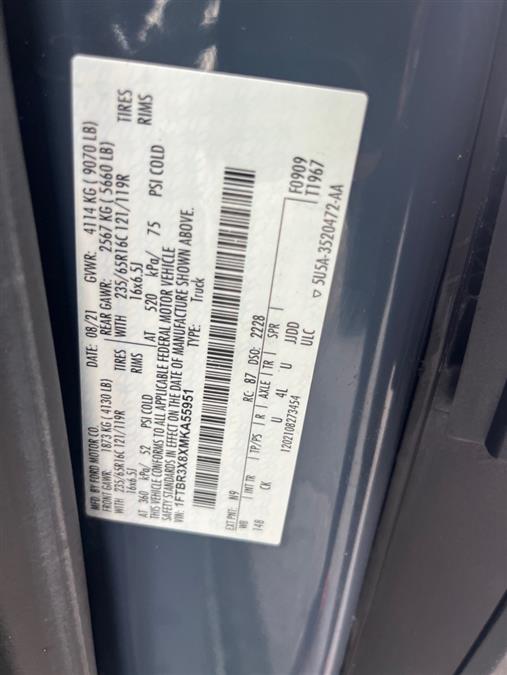 MFD. BY FORD MOTOR CO.
DATE: 08/21 GVWR: 4114 KG ( 9070 LB)
FRONT GAWR: 1873 KG (4130 LB) REAR GAWR: 2567 KG (5660 LB)
WITH 235/65R16C 121/119R TIRES WITH 235/65R16C 121/119R TIRES
16x6.5J RIMS 16x6.5J RIMS
AT 360 kPa/ 52 PSI COLD AT 520 kPa/ 75 PSI COLD
THIS VEHICLE CONFORMS TO ALL APPLICABLE FEDERAL MOTOR VEHICLE
SAFETY STANDARDS IN EFFECT ON THE DATE OF MANUFACTURE SHOWN ABOVE.
VIN: 1FTBR3X8XMKA55951
TYPE: Truck
EXT PNT: N9 RC: 87 DSO: 2228
WB INT TR TP/PS R AXLE TR SPR F0909
148 CK U 4L U JJDD T1967
1202108273454 ULC
▽ 5U5A-3520472-AA